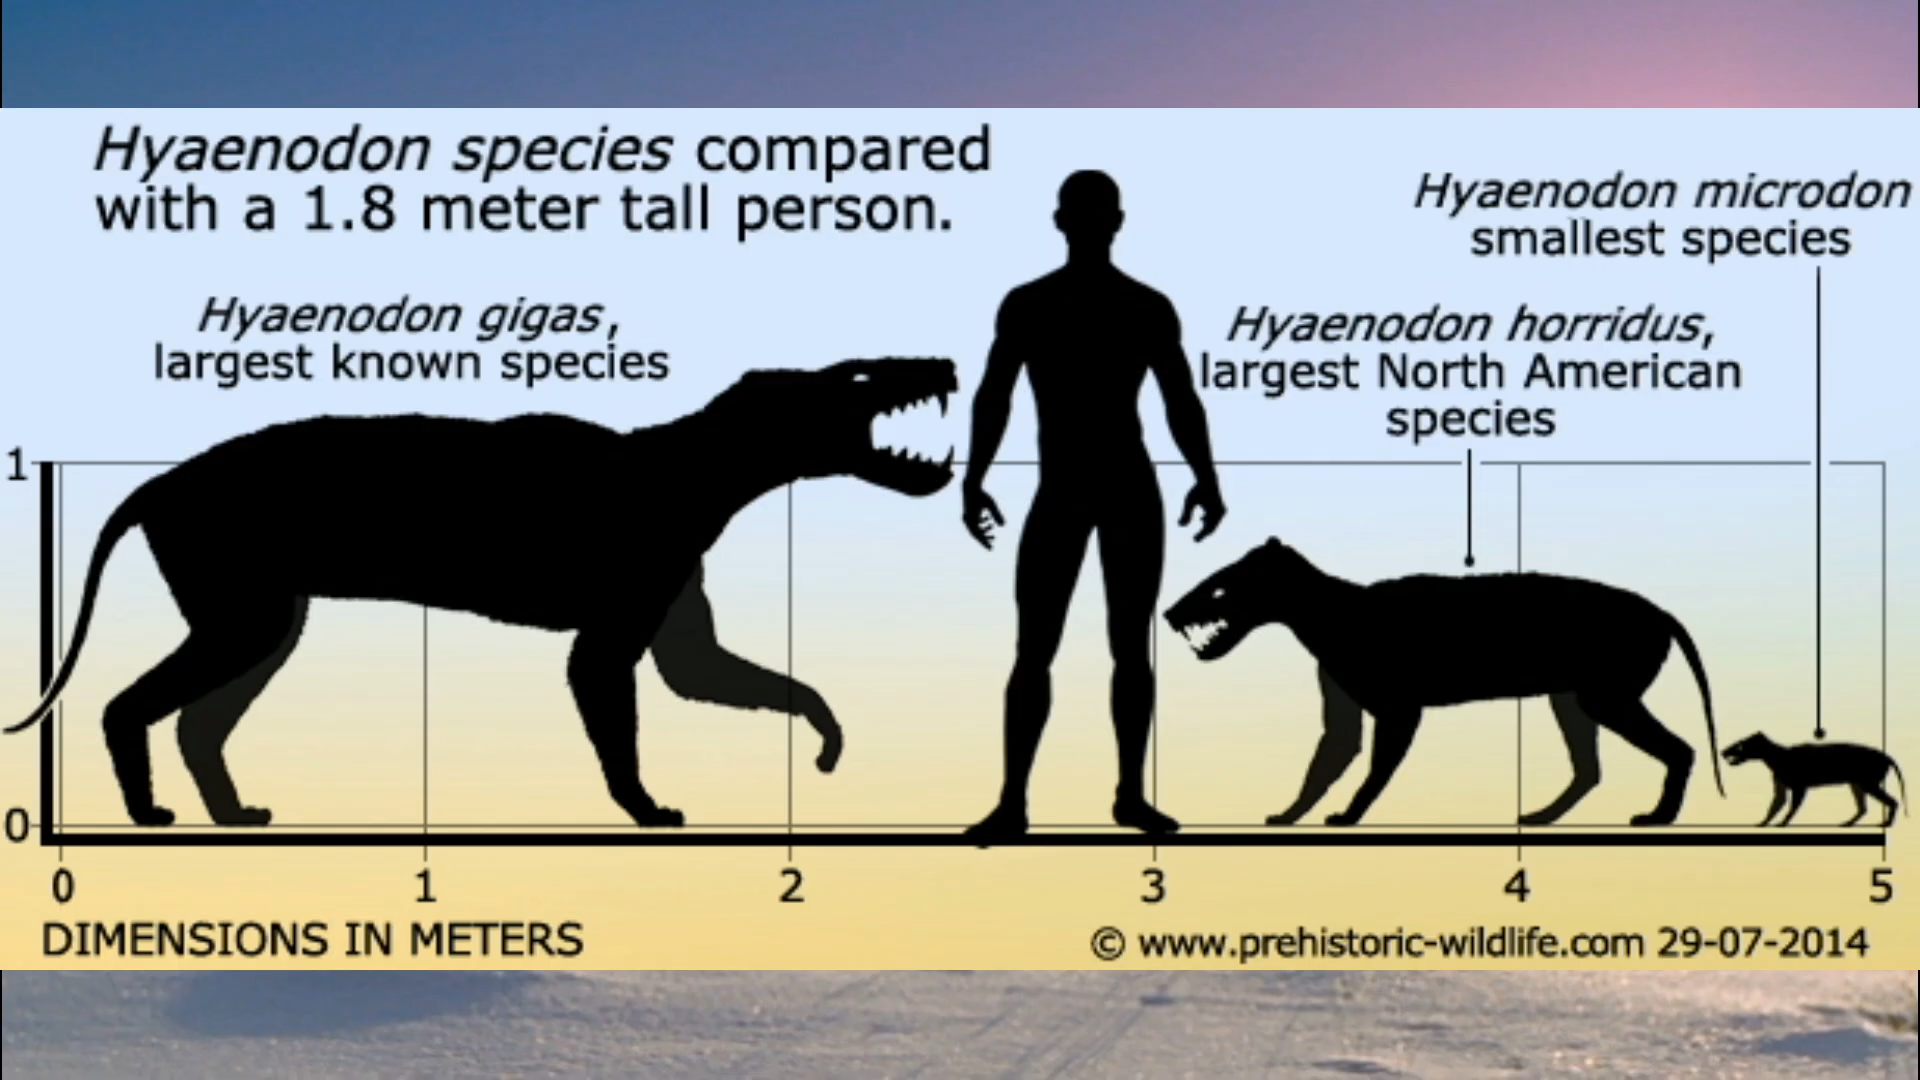 Hyaenodon species compared
with a 1.8 meter tall person.
Hyaenodon microdon
smallest species
Hyaenodon gigas,
largest known species
Hyaenodon horridus,
largest North American
species
1
0
0 1 2 3 4 5
DIMENSIONS IN METERS
© www.prehistoric-wildlife.com 29-07-2014